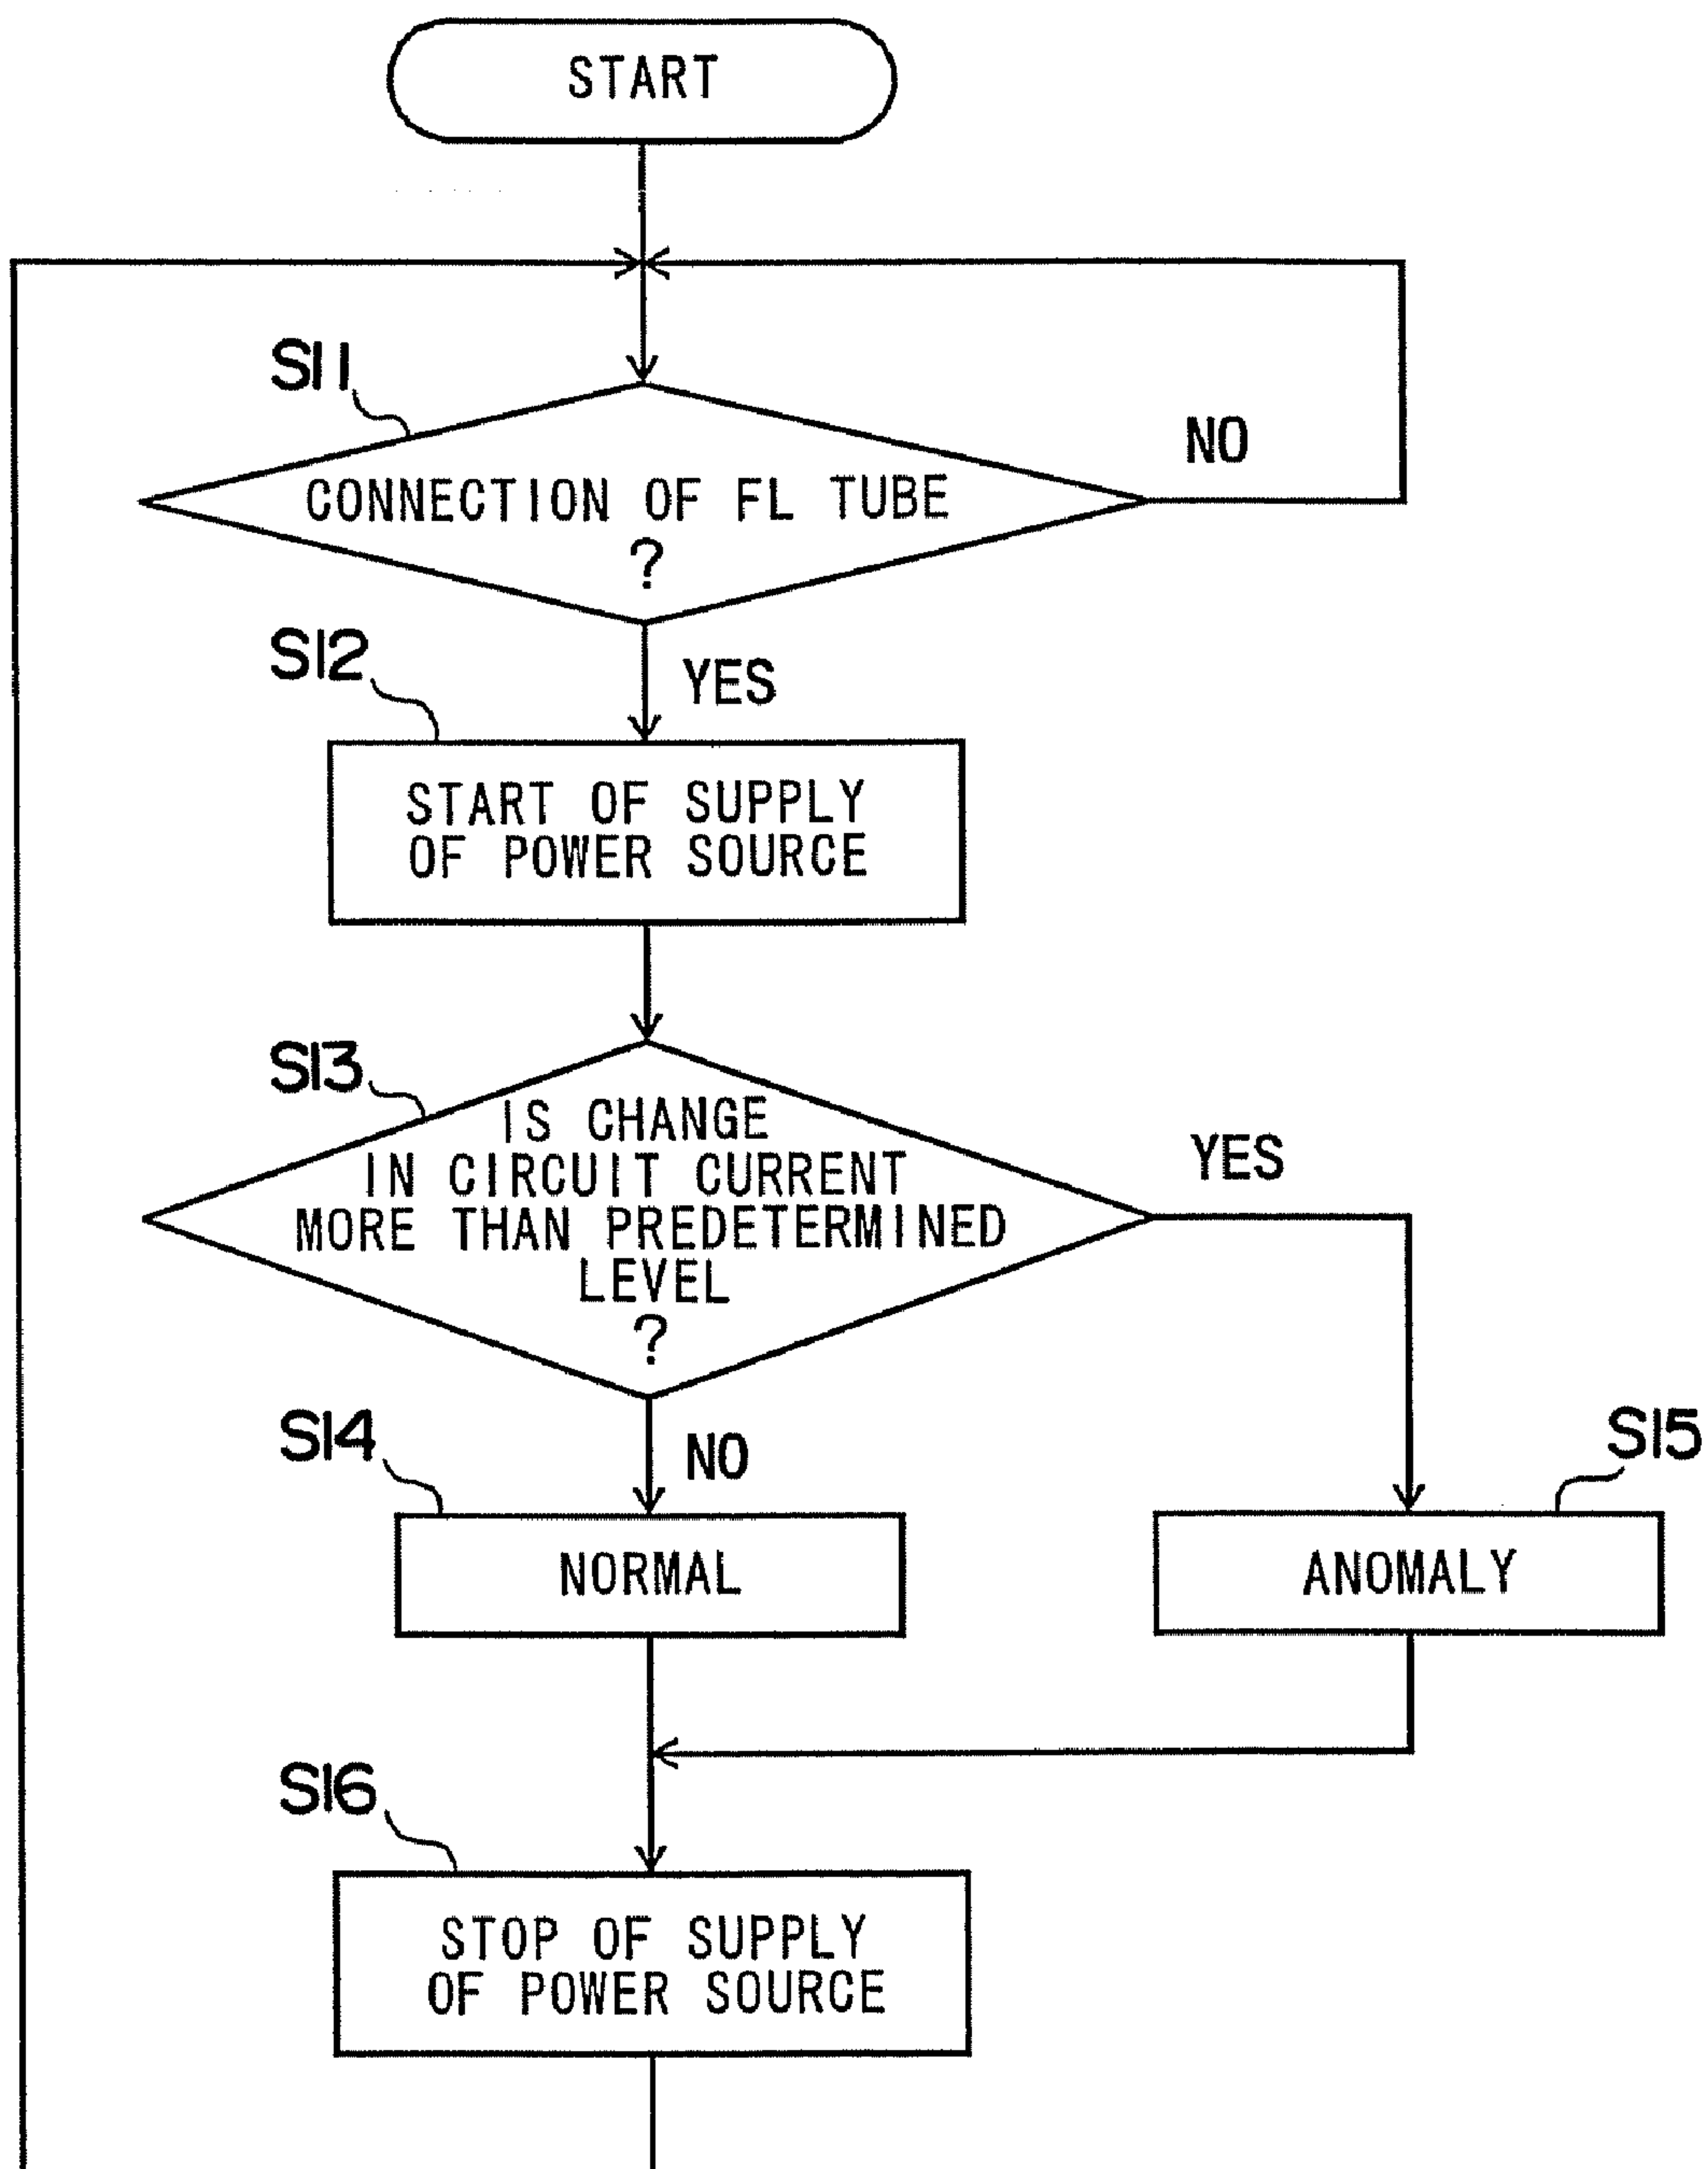 START
S11
NO
CONNECTION OF FL TUBE
?
S12
YES
START OF SUPPLY
OF POWER SOURCE
S13
IS CHANGE
IN CIRCUIT CURRENT
MORE THAN PREDETERMINED
LEVEL
?
YES
S14
NO
S15
NORMAL
ANOMALY
S16
STOP OF SUPPLY
OF POWER SOURCE